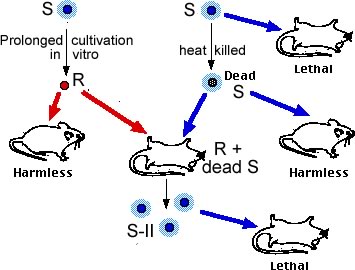 S
S
Lethal
Prolonged cultivation
in vitro
heat killed
R
Dead
S
Harmless
R +
dead S
Harmless
S-II
Lethal